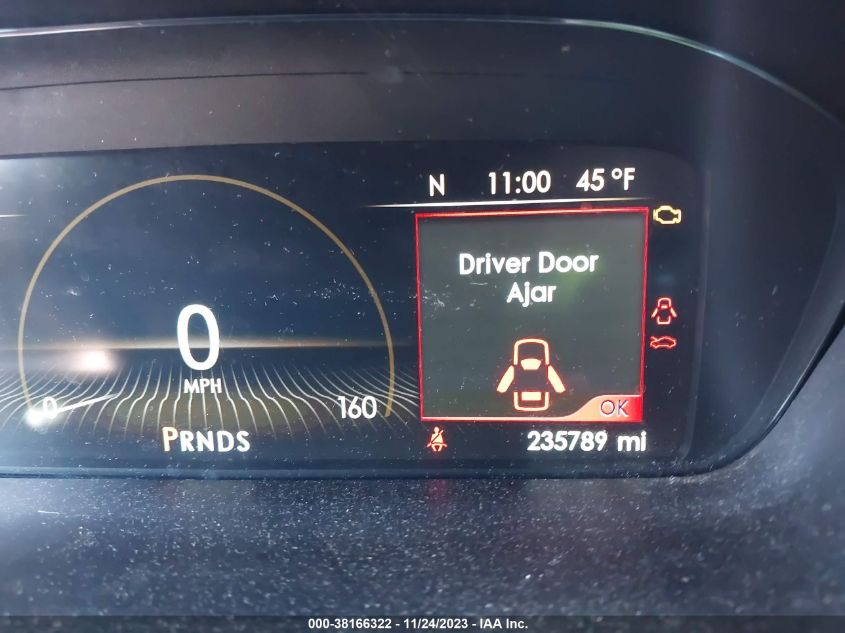 N 11:00 45 °F
Driver Door
Ajar
0
MPH
0 160
OK
PRNDS
235789 mi
000-38166322 - 11/24/2023 - IAA Inc.